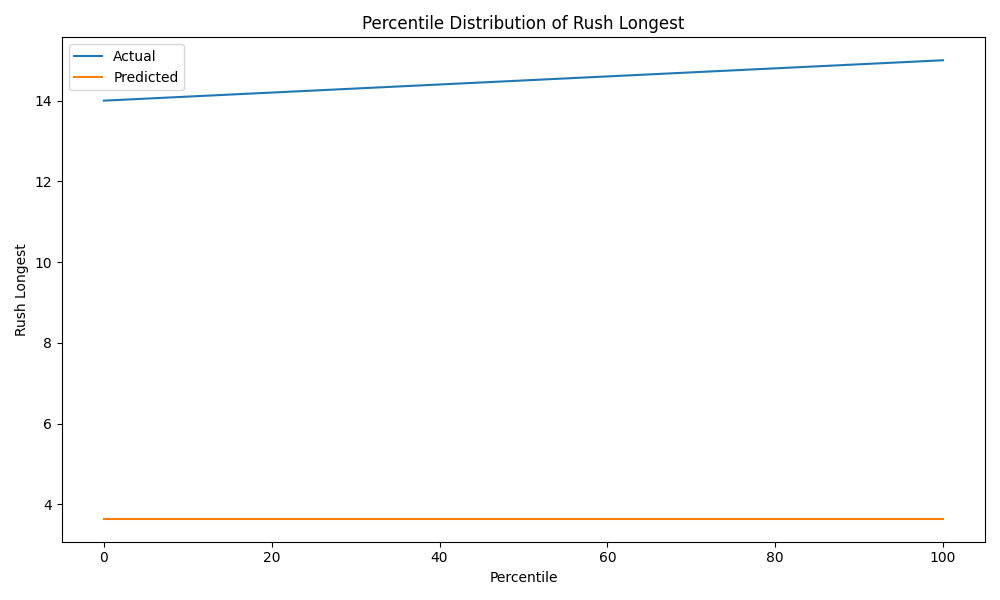 Percentile Distribution of Rush Longest
Actual
Predicted
14
12
10
8
6
4
Rush Longest
0 20 40 60 80 100
Percentile